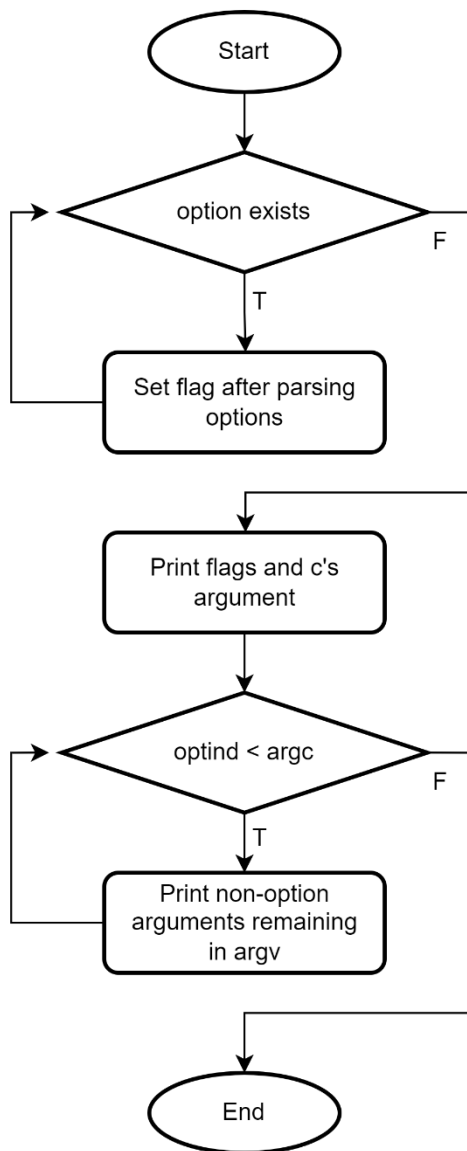 Start
option exists
F
T
Set flag after parsing
options
Print flags and c's
argument
optind < argc
F
T
Print non-option
arguments remaining
in argv
End